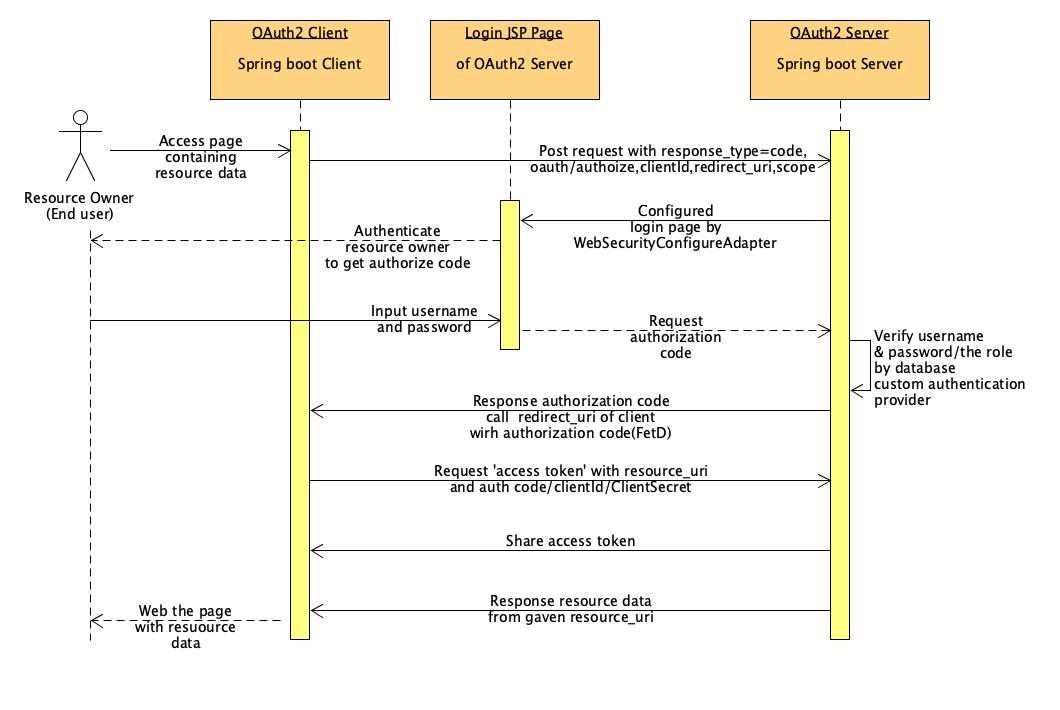 OAuth2 Client
Spring boot Client
Login JSP Page
of OAuth2 Server
OAuth2 Server
Spring boot Server
Resource Owner
(End user)
Access page
containing
resource data
Post request with response_type=code,
oauth/authoize,clientId,redirect_uri,scope
Configured
login page by
WebSecurityConfigureAdapter
Authenticate
resource owner
to get authorize code
Input username
and password
Request
authorization
code
Verify username
& password/the role
by database
custom authentication
provider
Response authorization code
call redirect_uri of client
wirh authorization code(FetD)
Request 'access token' with resource_uri
and auth code/clientId/ClientSecret
Share access token
Response resource data
from gaven resource_uri
Web the page
with resuource
data